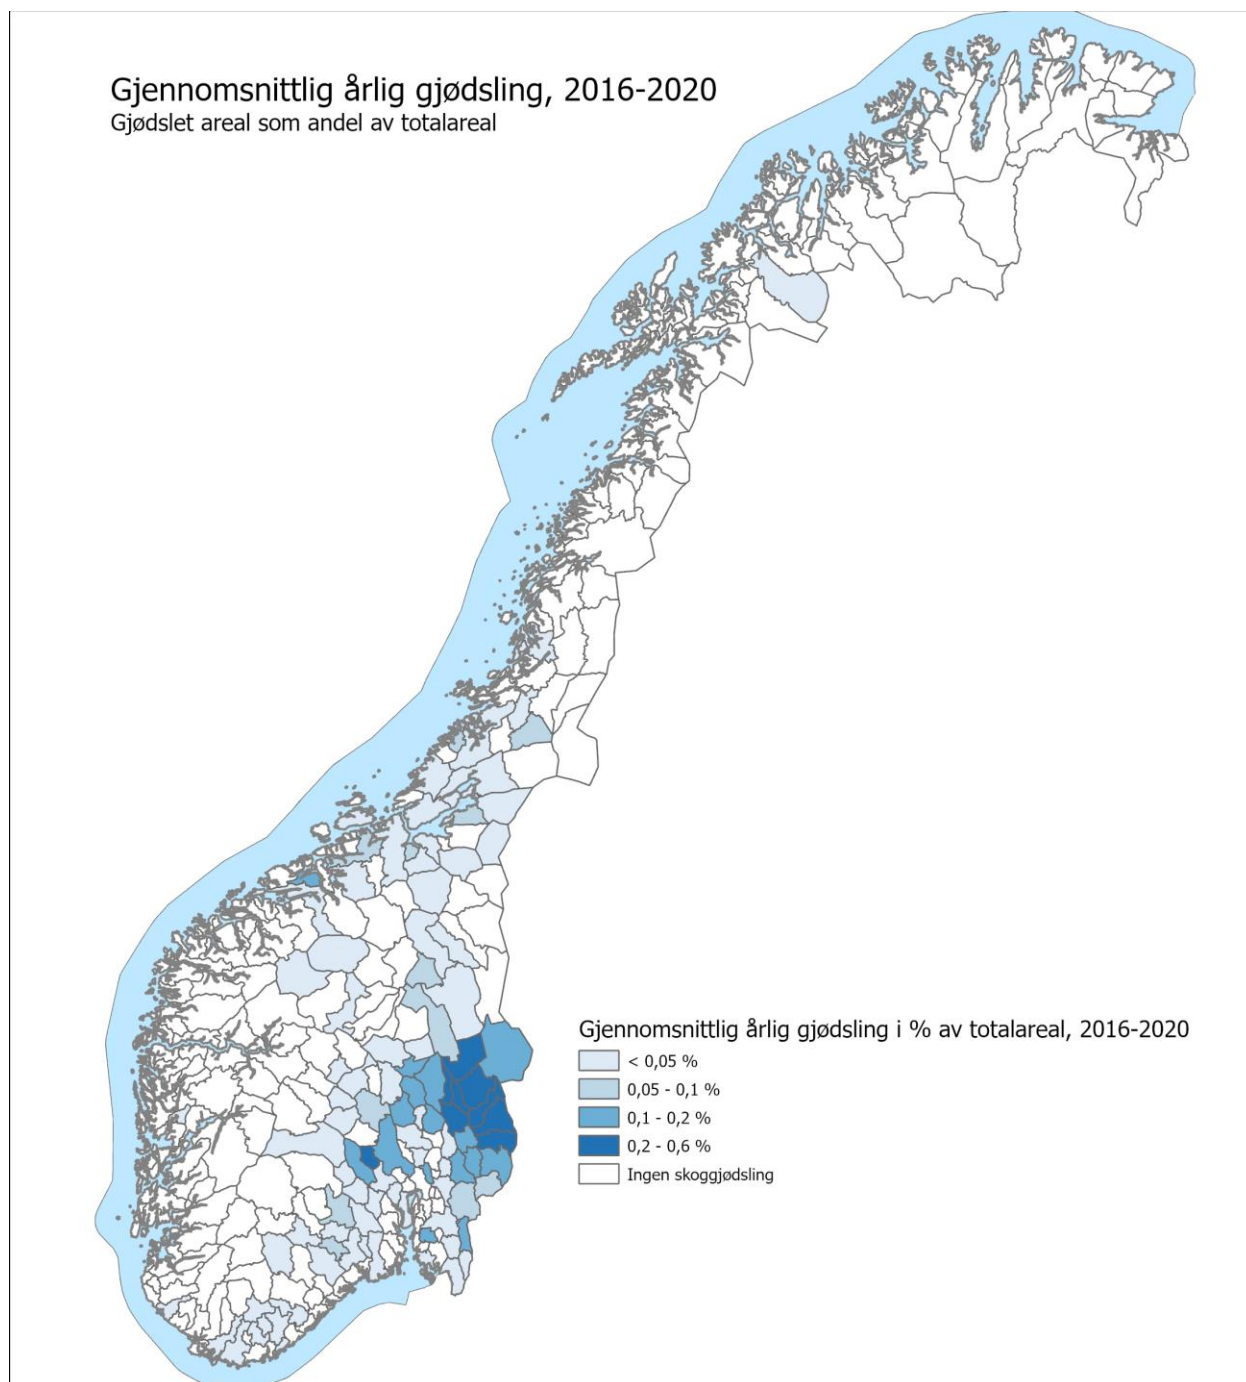 Gjennomsnittlig årlig gjødsling, 2016-2020
Gjødslet areal som andel av totalareal
Gjennomsnittlig årlig gjødsling i % av totalareal, 2016-2020
< 0,05 %
0,05 - 0,1 %
0,1 - 0,2 %
0,2 - 0,6 %
Ingen skoggjødsling